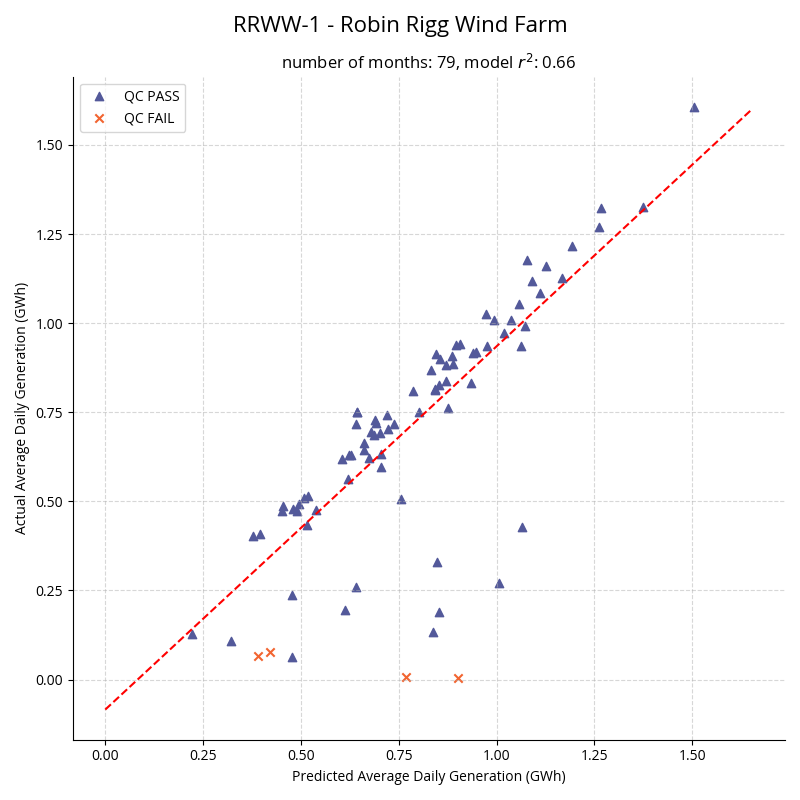 RRWW-1 - Robin Rigg Wind Farm
number of months: 79, model r²: 0.66
QC PASS
QC FAIL
Actual Average Daily Generation (GWh)
1.50
1.25
1.00
0.75
0.50
0.25
0.00
0.00 0.25 0.50 0.75 1.00 1.25 1.50
Predicted Average Daily Generation (GWh)